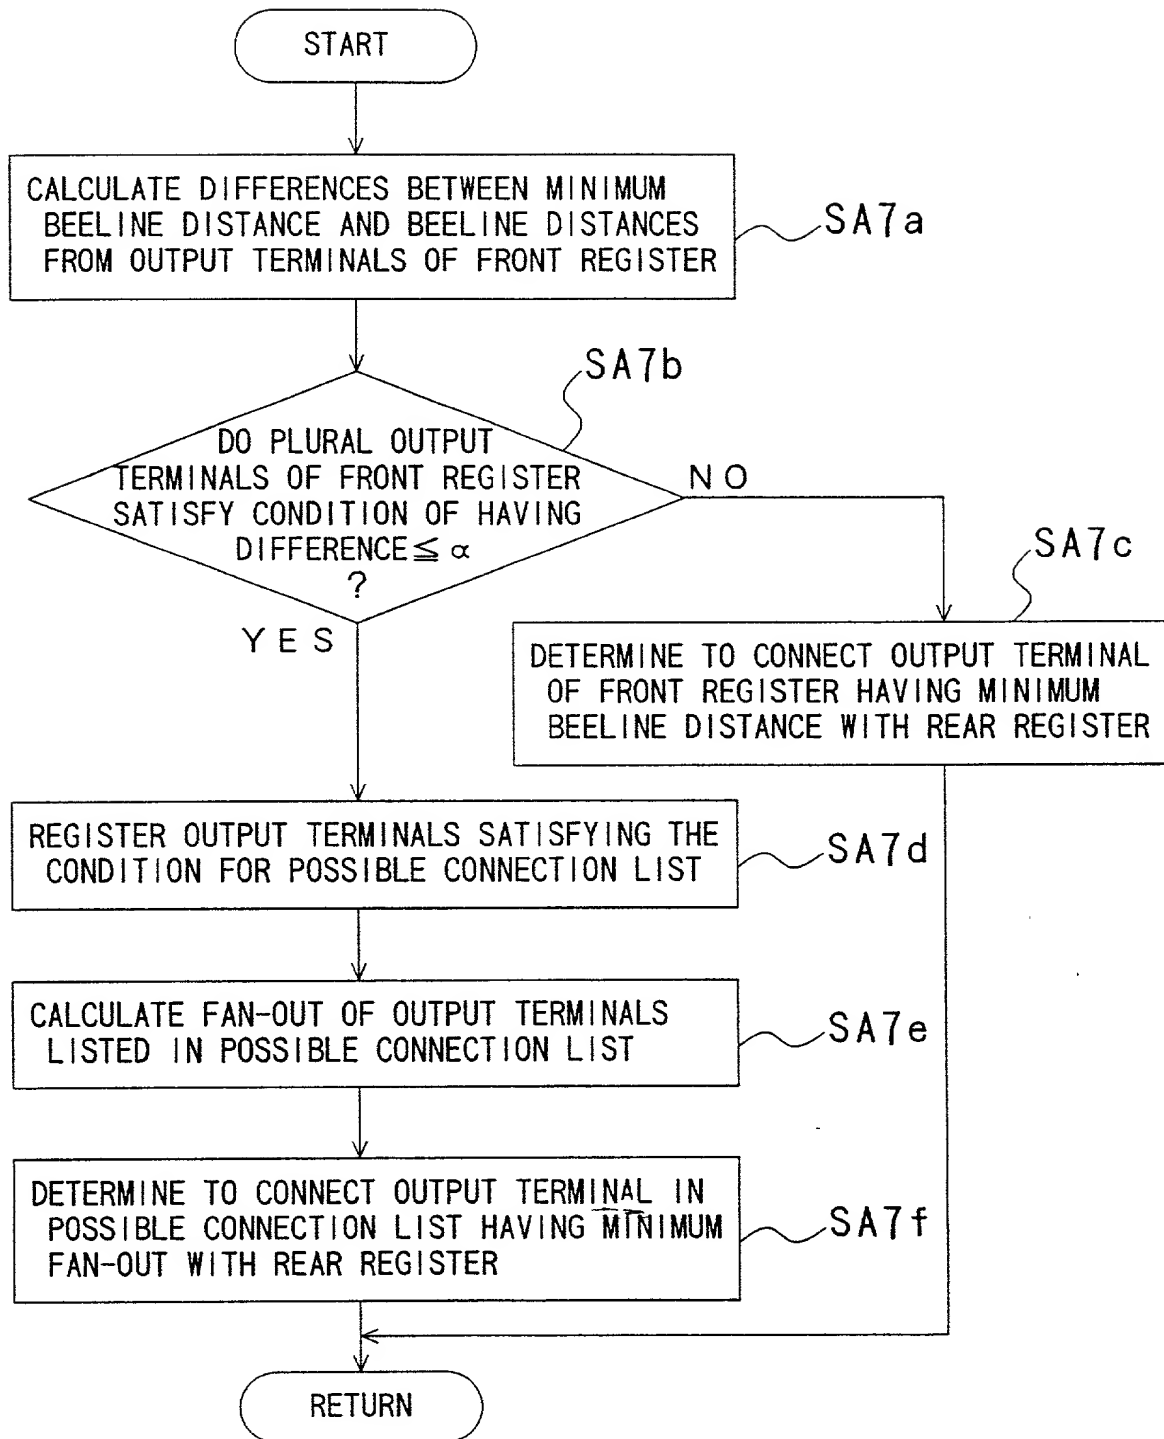 START
CALCULATE DIFFERENCES BETWEEN MINIMUM
BEELINE DISTANCE AND BEELINE DISTANCES
FROM OUTPUT TERMINALS OF FRONT REGISTER
SA7a
SA7b
DO PLURAL OUTPUT
TERMINALS OF FRONT REGISTER
SATISFY CONDITION OF HAVING
DIFFERENCE≦ α
?
NO
YES
SA7c
DETERMINE TO CONNECT OUTPUT TERMINAL
OF FRONT REGISTER HAVING MINIMUM
BEELINE DISTANCE WITH REAR REGISTER
REGISTER OUTPUT TERMINALS SATISFYING THE
CONDITION FOR POSSIBLE CONNECTION LIST
SA7d
CALCULATE FAN-OUT OF OUTPUT TERMINALS
LISTED IN POSSIBLE CONNECTION LIST
SA7e
DETERMINE TO CONNECT OUTPUT TERMINAL IN
POSSIBLE CONNECTION LIST HAVING MINIMUM
FAN-OUT WITH REAR REGISTER
SA7f
RETURN